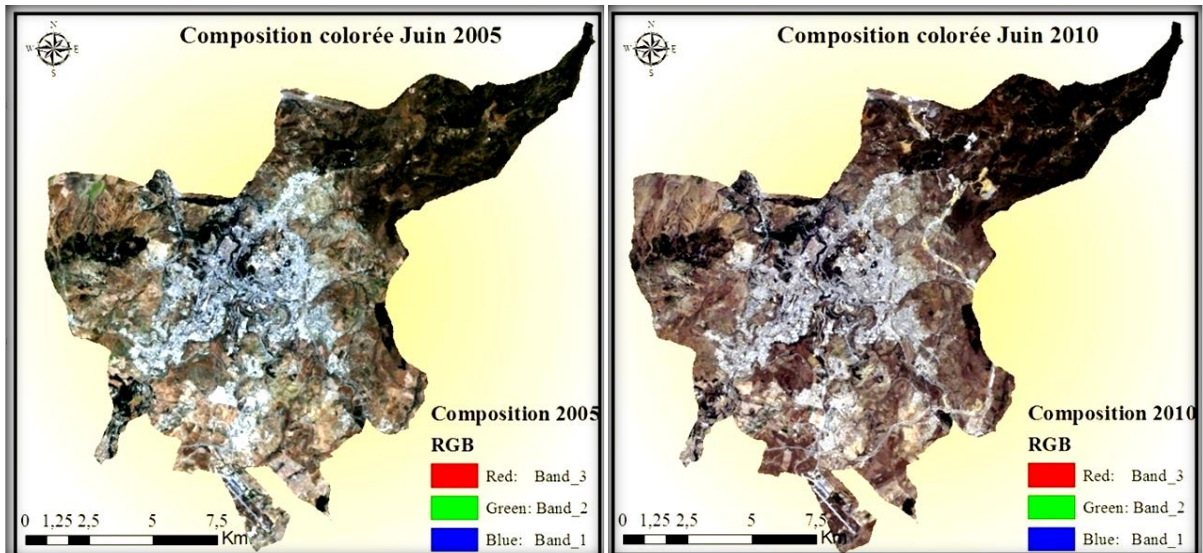 Composition colorée Juin 2005
N
W E
S
Composition 2005
RGB
Red: Band_3
Green: Band_2
Blue: Band_1
0 1,25 2,5 5 7,5
Km
Composition colorée Juin 2010
N
W E
S
Composition 2010
RGB
Red: Band_3
Green: Band_2
Blue: Band_1
0 1,25 2,5 5 7,5
Km